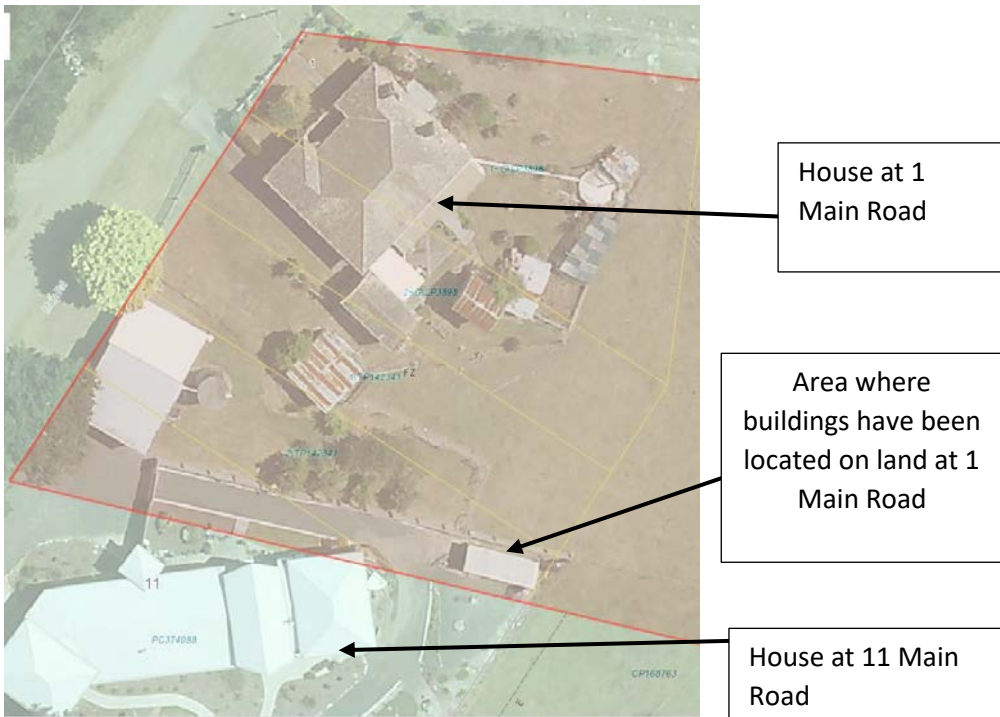 House at 1
Main Road
Area where
buildings have been
located on land at 1
Main Road
House at 11 Main
Road
11
PC374088
CP168763
FZ